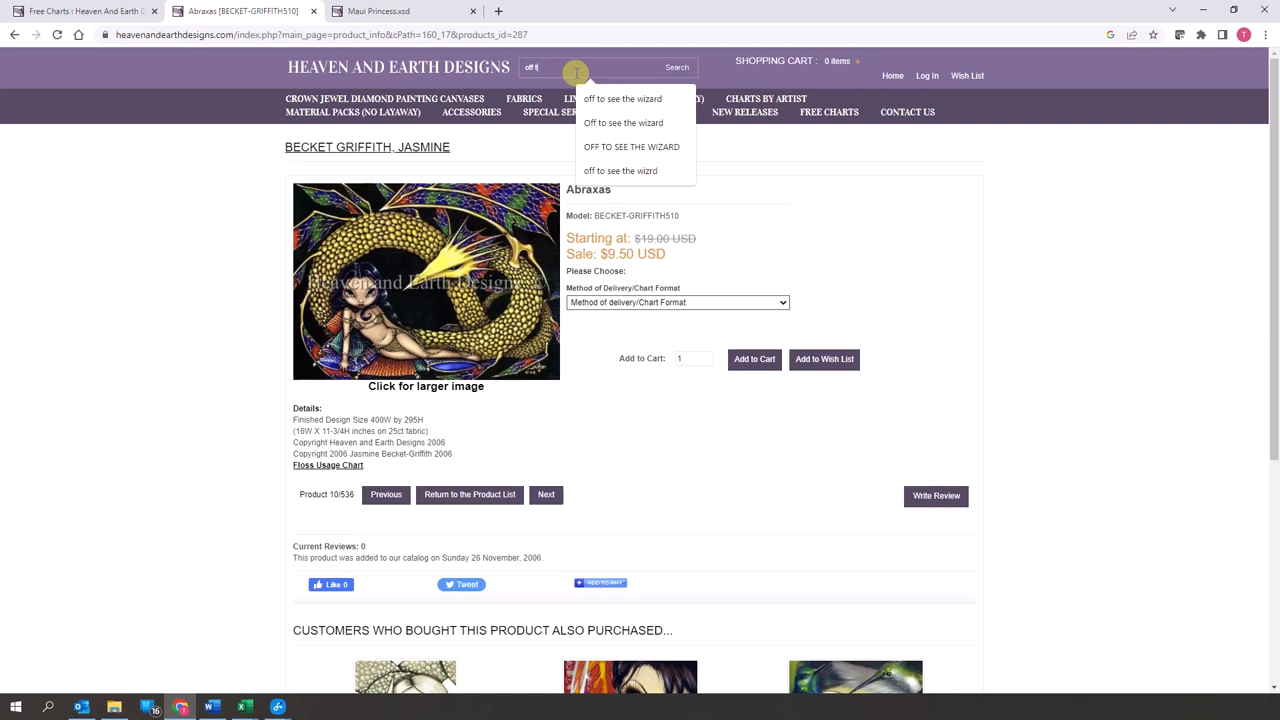 Free Charts : Heaven And Earth D
Abraxas [BECKET-GRIFFITH510]
Maui Princess.xsd
heavenandearthdesigns.com/index.php?main_page=product_info&cPath=160_17&products_id=287
T
HEAVEN AND EARTH DESIGNS
off t
Search
SHOPPING CART : 0 items
Home Log In Wish List
CROWN JEWEL DIAMOND PAINTING CANVASES FABRICS CHARTS BY ARTIST
MATERIAL PACKS (NO LAYAWAY) ACCESSORIES SPECIAL SER NEW RELEASES FREE CHARTS CONTACT US
off to see the wizard
Off to see the wizard
OFF TO SEE THE WIZARD
off to see the wizrd
BECKET GRIFFITH, JASMINE
Heaven and Earth Designs
Click for larger image
Abraxas
Model: BECKET-GRIFFITH510
Starting at: $19.00 USD
Sale: $9.50 USD
Please Choose:
Method of Delivery/Chart Format
Method of delivery/Chart Format
Add to Cart: 1 Add to Cart Add to Wish List
Details:
Finished Design Size 400W by 295H
(16W X 11-3/4H inches on 25ct fabric)
Copyright Heaven and Earth Designs 2006
Copyright 2006 Jasmine Becket-Griffith 2006
Floss Usage Chart
Product 10/536 Previous Return to the Product List Next Write Review
Current Reviews: 0
This product was added to our catalog on Sunday 26 November, 2006.
Like 0 Tweet ADD TO ANY
CUSTOMERS WHO BOUGHT THIS PRODUCT ALSO PURCHASED...
16